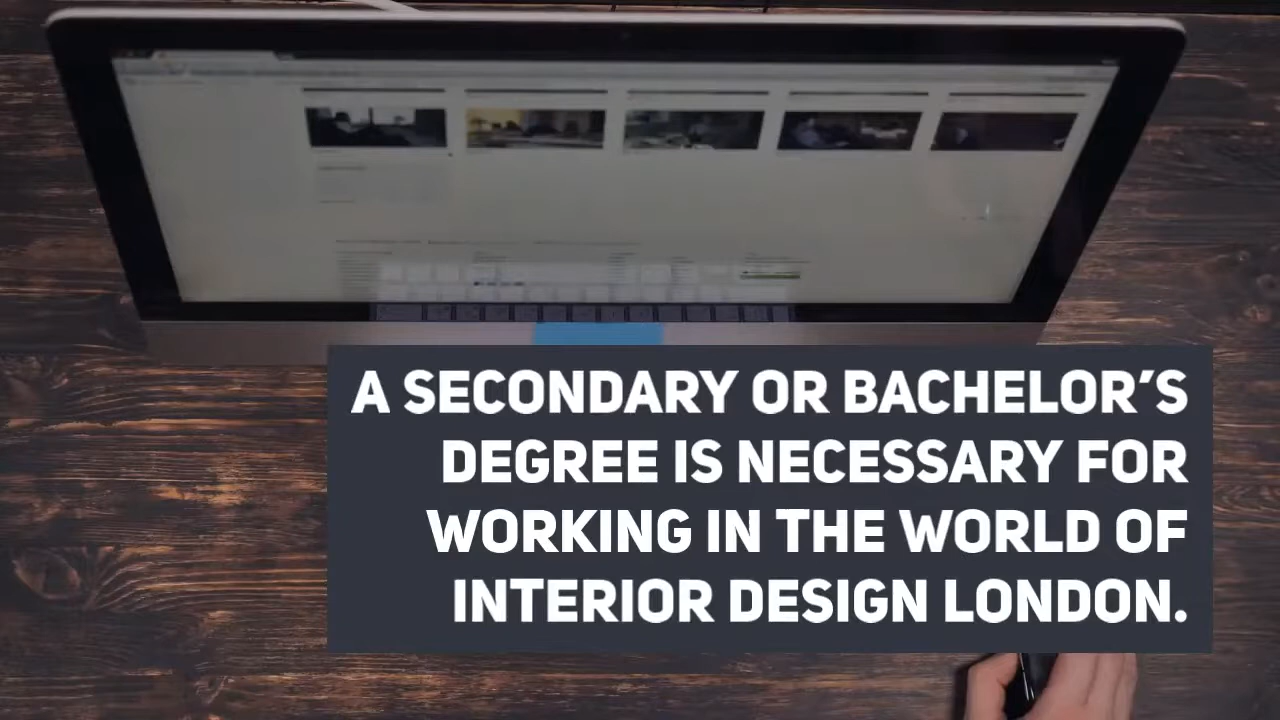 A SECONDARY OR BACHELOR’S
DEGREE IS NECESSARY FOR
WORKING IN THE WORLD OF
INTERIOR DESIGN LONDON.